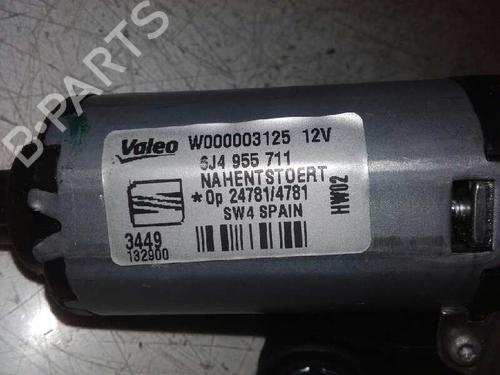 Valeo W000003125 12V
6J4 955 711
NAHENTSTOERT
*Op 24781/4781
SW4 SPAIN
HW02
3449
132900
B-PARTS